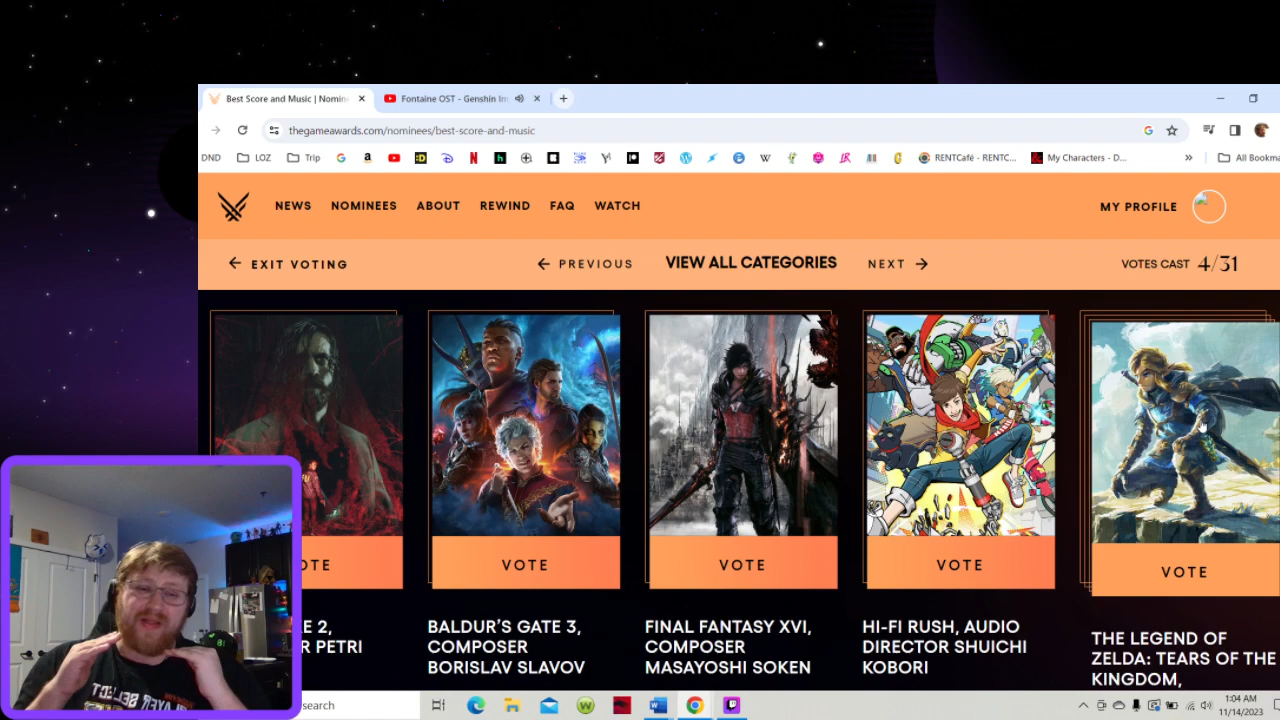 Best Score and Music | Nomin
Fontaine OST - Genshin Im
thegameawards.com/nominees/best-score-and-music
DND
LOZ
Trip
RENTCafé - RENTC...
My Characters - D...
»
All Bookma
NEWS
NOMINEES
ABOUT
REWIND
FAQ
WATCH
MY PROFILE
EXIT VOTING
PREVIOUS
VIEW ALL CATEGORIES
NEXT
VOTES CAST 4/31
OTE
VOTE
VOTE
VOTE
VOTE
E 2,
R PETRI
BALDUR'S GATE 3,
COMPOSER
BORISLAV SLAVOV
FINAL FANTASY XVI,
COMPOSER
MASAYOSHI SOKEN
HI-FI RUSH, AUDIO
DIRECTOR SHUICHI
KOBORI
THE LEGEND OF
ZELDA: TEARS OF THE
KINGDOM,
PLAYER SELECT
search
1:04 AM
11/14/2023